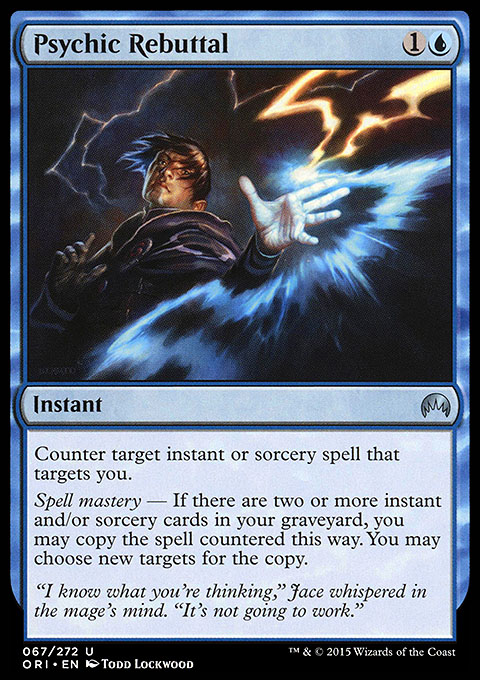 Psychic Rebuttal 1
Instant
Counter target instant or sorcery spell that
targets you.
Spell mastery — If there are two or more instant
and/or sorcery cards in your graveyard, you
may copy the spell countered this way. You may
choose new targets for the copy.
“I know what you’re thinking,” Jace whispered in
the mage’s mind. “It’s not going to work.”
067/272 U
ORI • EN Todd Lockwood
™ & © 2015 Wizards of the Coast